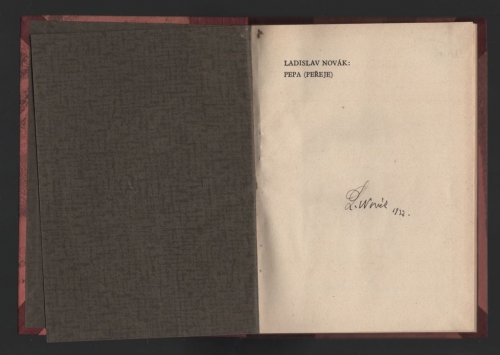 LADISLAV NOVÁK:
PEPA (PEŘEJE)
L. Novák